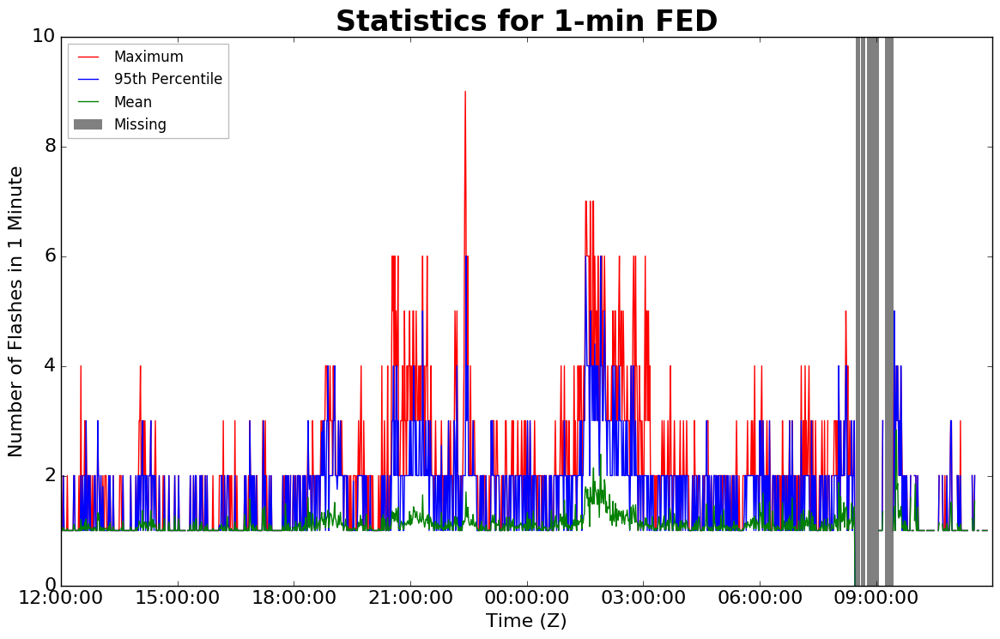 Statistics for 1-min FED
Number of Flashes in 1 Minute
10
8
6
4
2
0
Maximum
95th Percentile
Mean
Missing
12:00:00 15:00:00 18:00:00 21:00:00 00:00:00 03:00:00 06:00:00 09:00:00
Time (Z)